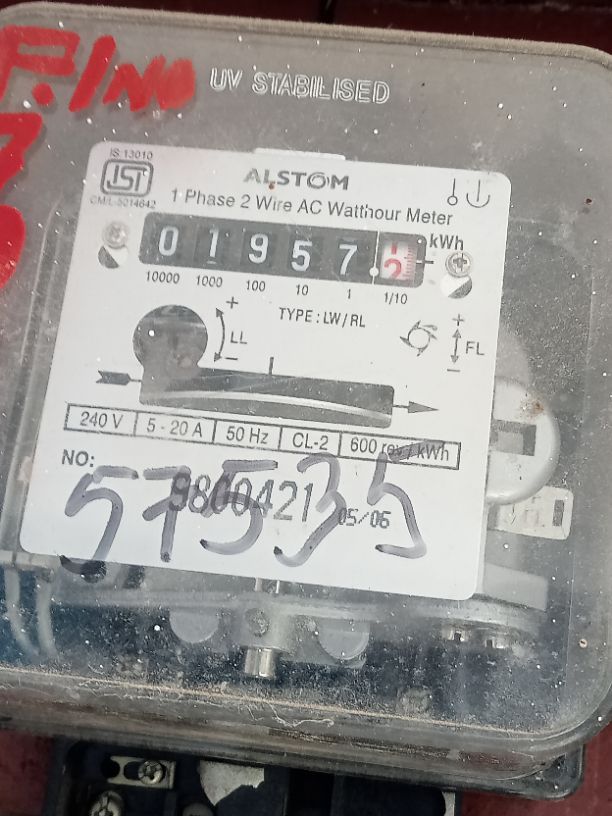 F.I NO
UV STABILISED
IS:13010
ISI
CM/L-5014642
ALSTOM
1 Phase 2 Wire AC Watthour Meter
0 1 9 5 7 . 2 kWh
10000 1000 100 10 1 1/10
TYPE : LW/RL
+ LL -
+ FL -
240 V 5 - 20 A 50 Hz CL-2 600 rev / kWh
NO:
9800421 05/06
57535